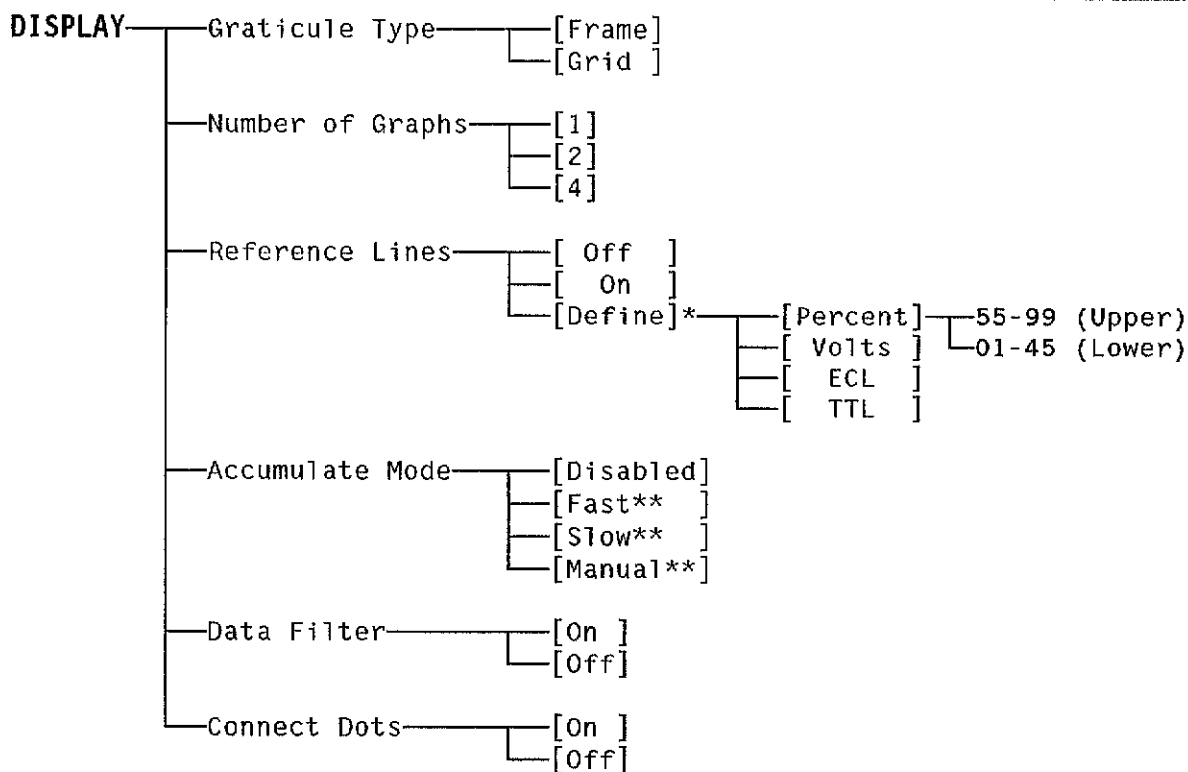 DISPLAY Graticule Type [Frame]
[Grid ]
Number of Graphs [1]
[2]
[4]
Reference Lines [ Off ]
[ On ]
[Define]* [Percent] 55-99 (Upper)
[ Volts ] 01-45 (Lower)
[ ECL ]
[ TTL ]
Accumulate Mode [Disabled]
[Fast** ]
[Slow** ]
[Manual**]
Data Filter [On ]
[Off]
Connect Dots [On ]
[Off]